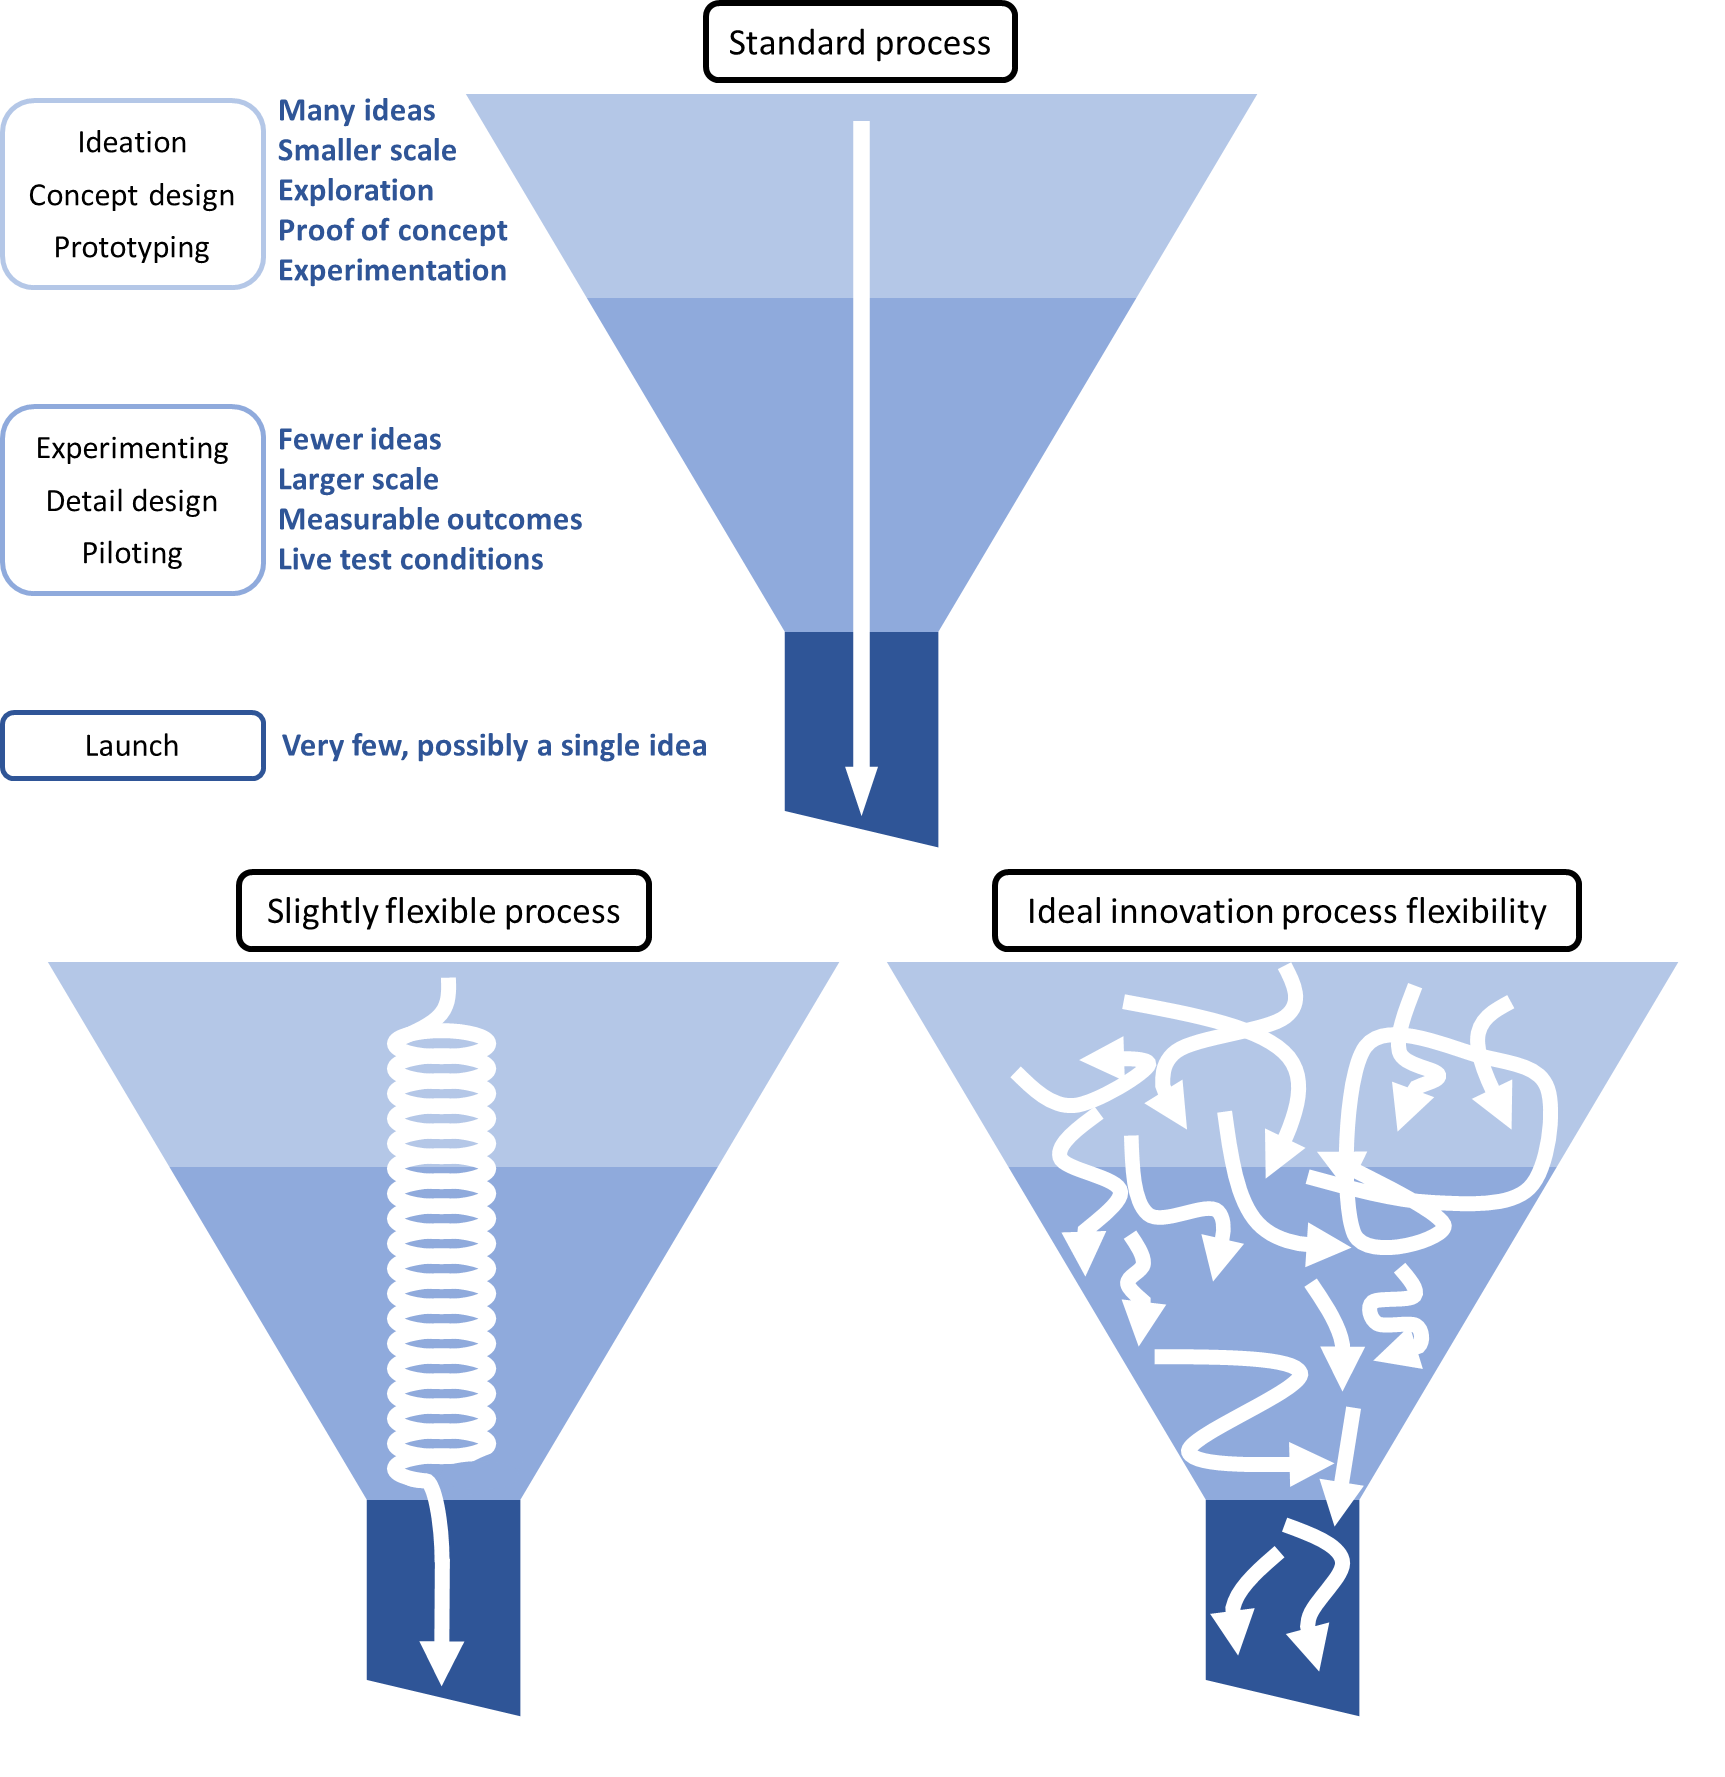 Standard process
Ideation
Concept design
Prototyping
Many ideas
Smaller scale
Exploration
Proof of concept
Experimentation
Experimenting
Detail design
Piloting
Fewer ideas
Larger scale
Measurable outcomes
Live test conditions
Launch
Very few, possibly a single idea
Slightly flexible process
Ideal innovation process flexibility